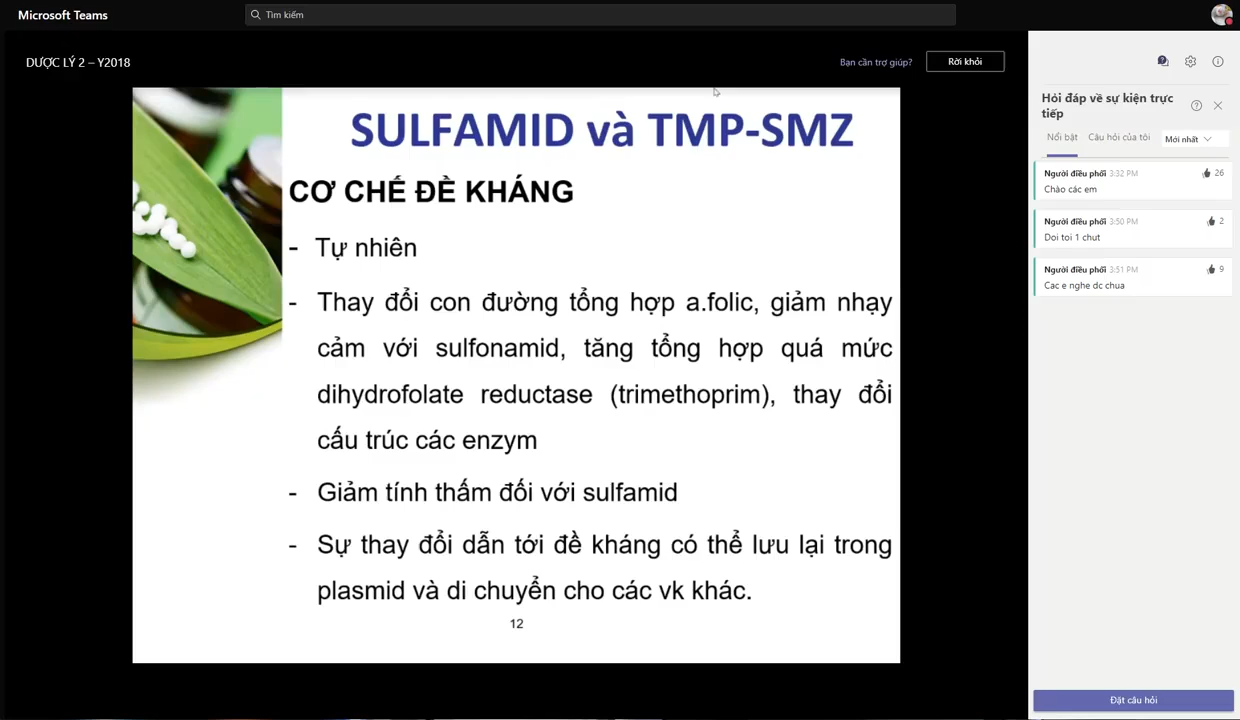 Microsoft Teams
Tìm kiếm
DƯỢC LÝ 2 – Y2018
Bạn cần trợ giúp?
Rời khỏi
SULFAMID và TMP-SMZ
CƠ CHẾ ĐỀ KHÁNG
- Tự nhiên
- Thay đổi con đường tổng hợp a.folic, giảm nhạy
cảm với sulfonamid, tăng tổng hợp quá mức
dihydrofolate reductase (trimethoprim), thay đổi
cấu trúc các enzym
- Giảm tính thấm đối với sulfamid
- Sự thay đổi dẫn tới đề kháng có thể lưu lại trong
plasmid và di chuyển cho các vk khác.
12
Hỏi đáp về sự kiện trực
tiếp
Nổi bật Câu hỏi của tôi Mới nhất
Người điều phối 3:32 PM 26
Chào các em
Người điều phối 3:50 PM 2
Doi toi 1 chut
Người điều phối 3:51 PM 9
Cac e nghe dc chua
Đặt câu hỏi